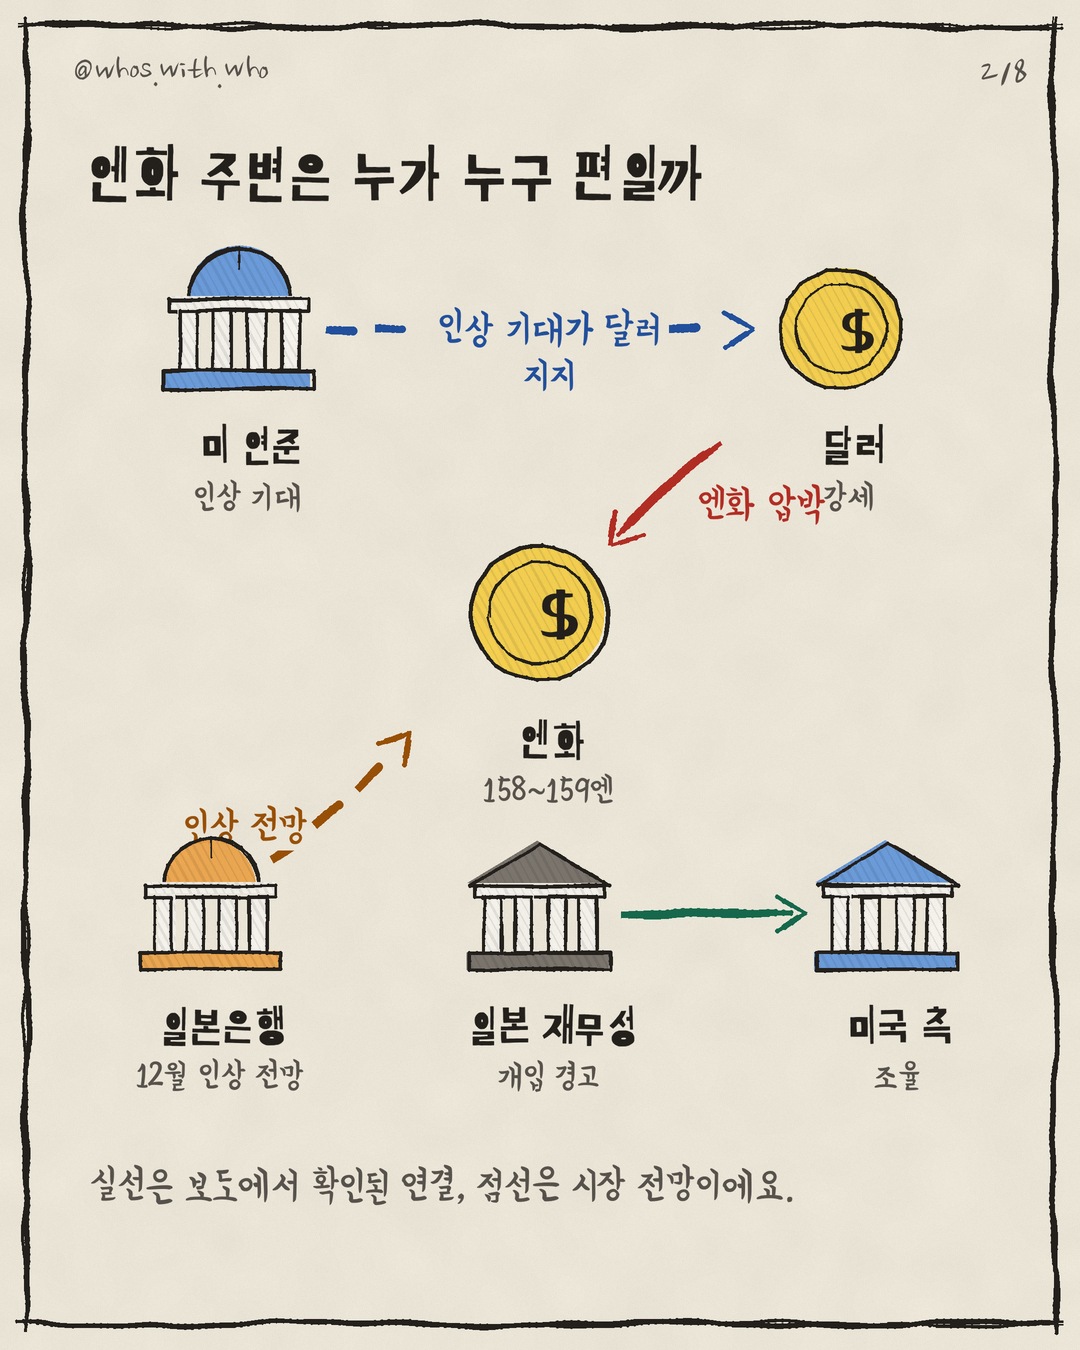 @whos.with.who
2/8
엔화 주변은 누가 누구 편일까
인상 기대가 달러
지지
$
미 연준
인상 기대
달러
강세
엔화 압박
$
엔화
158~159엔
인상 전망
일본은행
12월 인상 전망
일본 재무성
개입 경고
미국 측
조율
실선은 보도에서 확인된 연결, 점선은 시장 전망이에요.